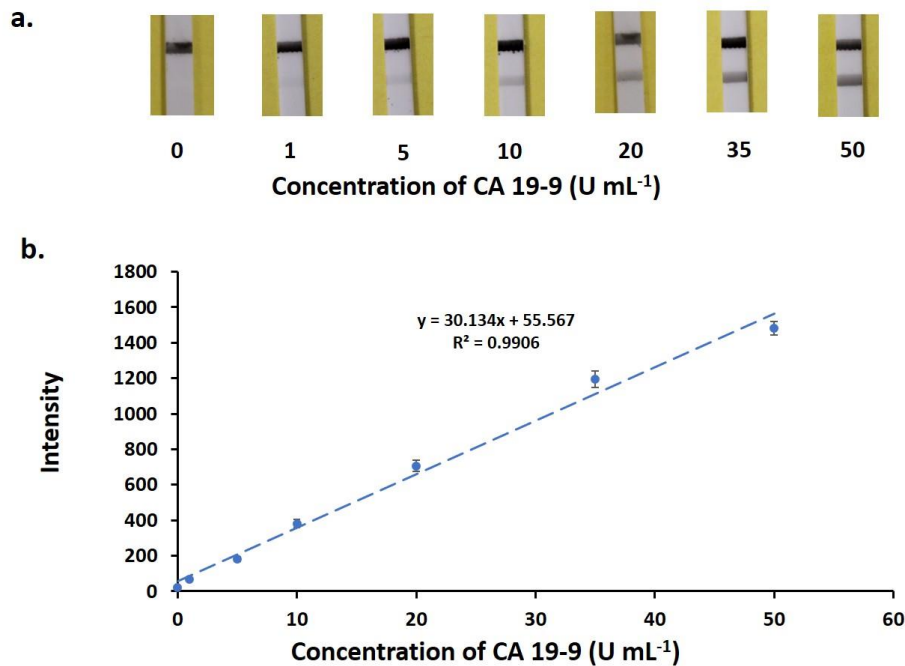 a.
0 1 5 10 20 35 50
Concentration of CA 19-9 (U mL⁻¹)
b.
1800
1600
1400
1200
1000
800
600
400
200
0
Intensity
y = 30.134x + 55.567
R² = 0.9906
0 10 20 30 40 50 60
Concentration of CA 19-9 (U mL⁻¹)